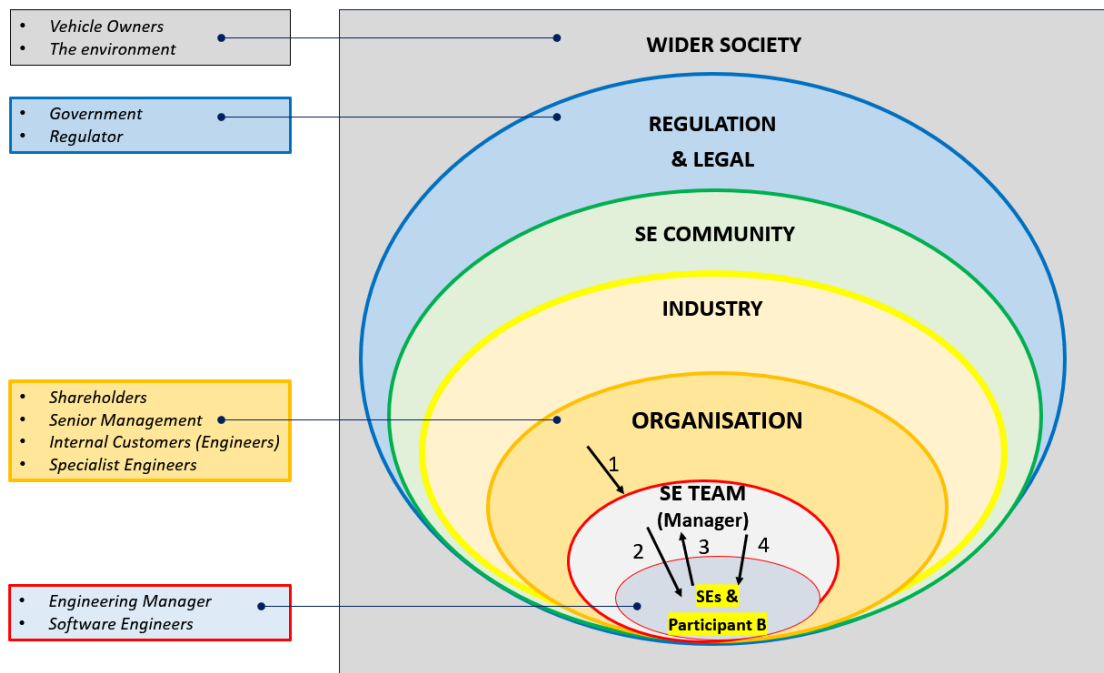 • Vehicle Owners
• The environment
WIDER SOCIETY
• Government
• Regulator
REGULATION
& LEGAL
SE COMMUNITY
INDUSTRY
• Shareholders
• Senior Management
• Internal Customers (Engineers)
• Specialist Engineers
ORGANISATION
1
SE TEAM
(Manager)
2
3
4
• Engineering Manager
• Software Engineers
SEs &
Participant B